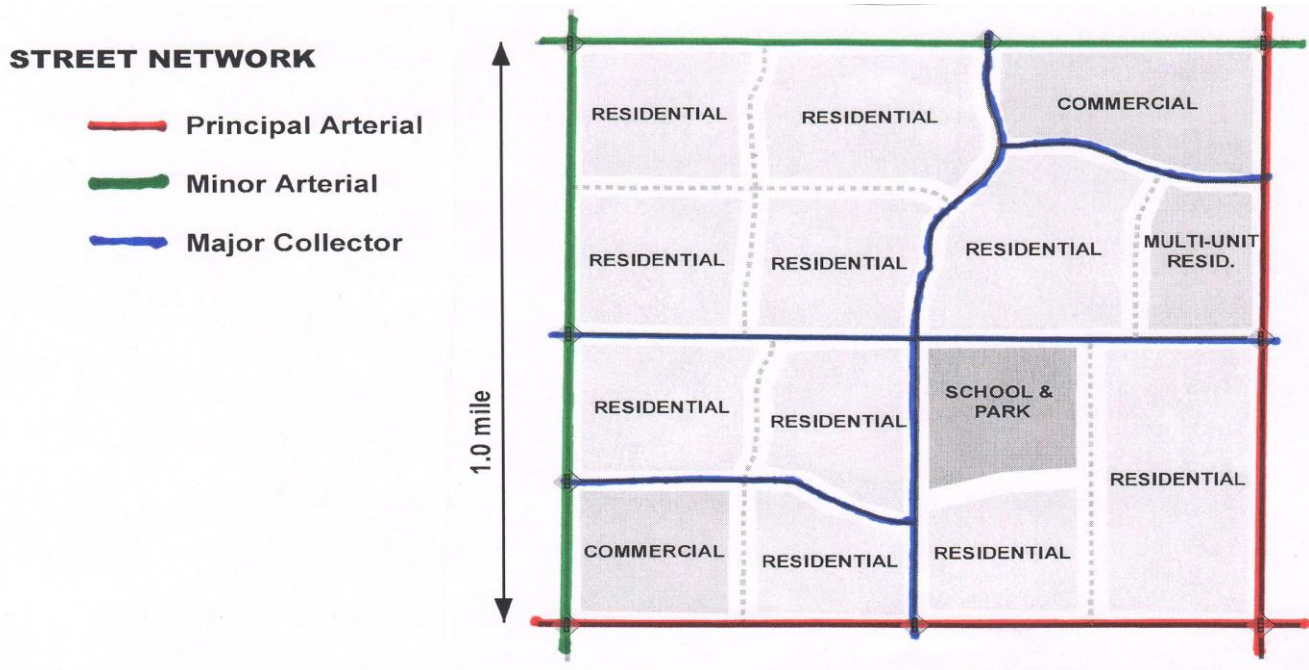 STREET NETWORK
Principal Arterial
Minor Arterial
Major Collector
1.0 mile
RESIDENTIAL
RESIDENTIAL
COMMERCIAL
RESIDENTIAL
RESIDENTIAL
RESIDENTIAL
MULTI-UNIT
RESID.
RESIDENTIAL
RESIDENTIAL
SCHOOL &
PARK
RESIDENTIAL
COMMERCIAL
RESIDENTIAL
RESIDENTIAL